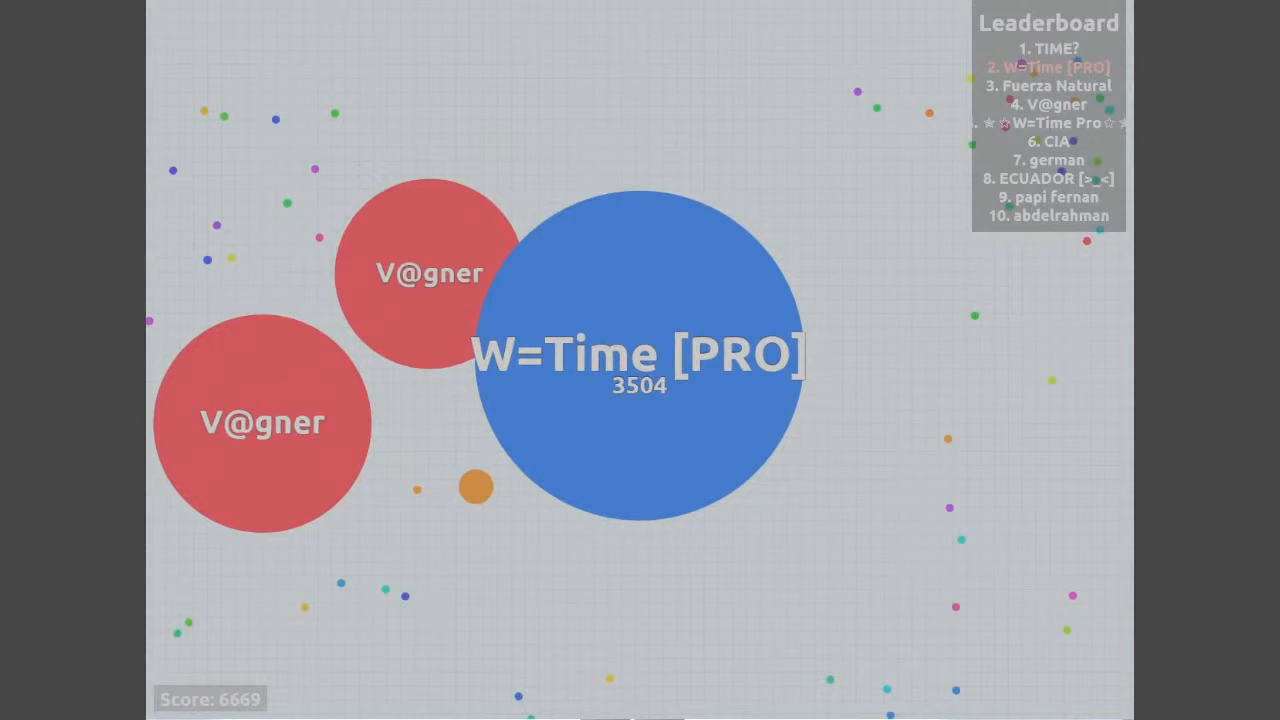 Leaderboard
1. TIME?
2. W=Time [PRO]
3. Fuerza Natural
4. V@gner
. ★☆W=Time Pro☆★
6. CIA
7. german
8. ECUADOR [>_<]
9. papi fernan
10. abdelrahman
V@gner
W=Time [PRO]
3504
V@gner
Score: 6669